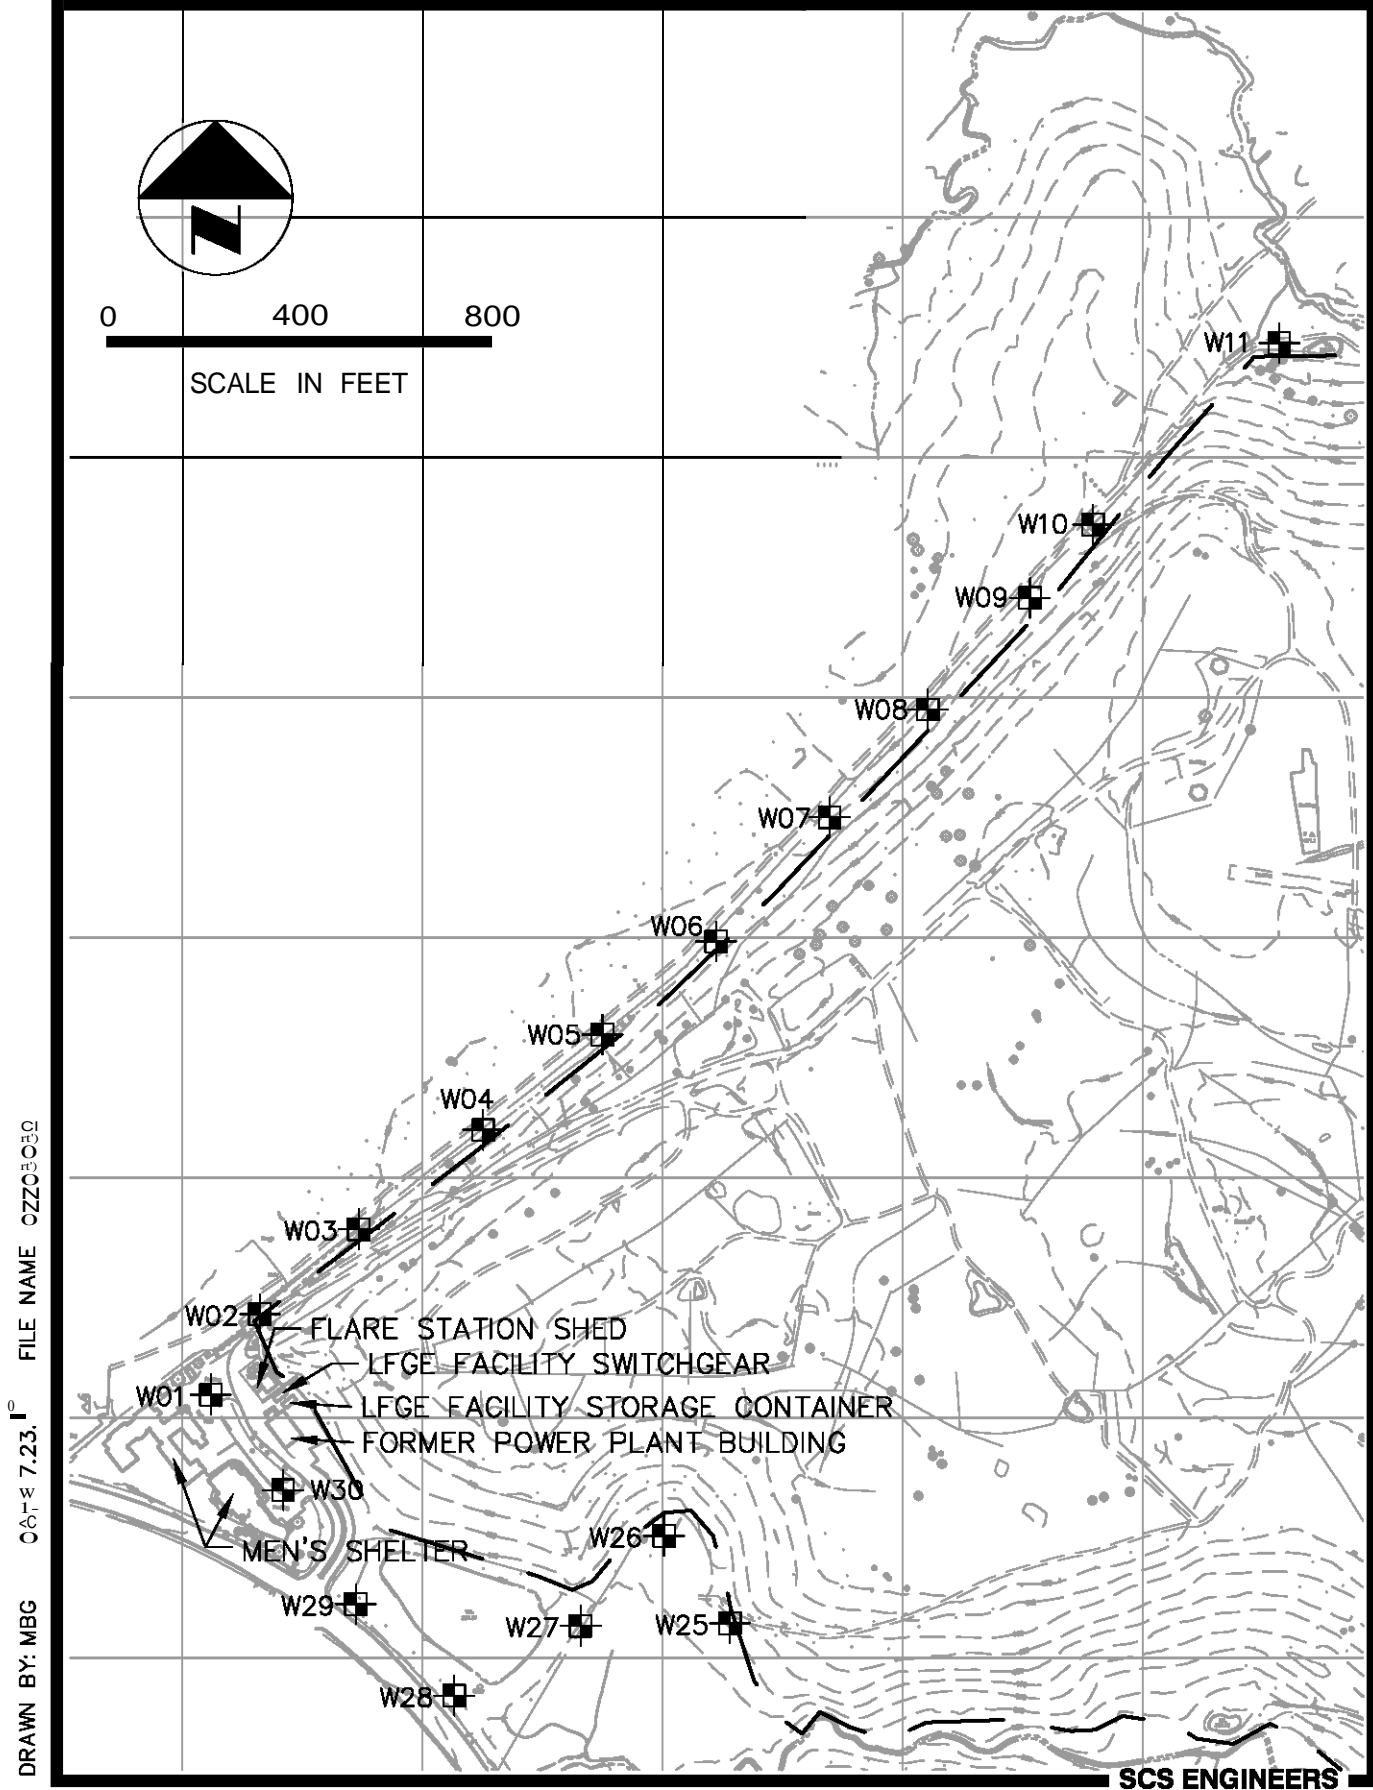 0 400 800
SCALE IN FEET
W11
W10
W09
W08
W07
W06
W05
W04
W03
W02
FLARE STATION SHED
LFGE FACILITY SWITCHGEAR
W01
LFGE FACILITY STORAGE CONTAINER
FORMER POWER PLANT BUILDING
W30
MEN'S SHELTER
W26
W29
W27
W25
W28
SCS ENGINEERS
DRAWN BY: MBG 7.23. FILE NAME